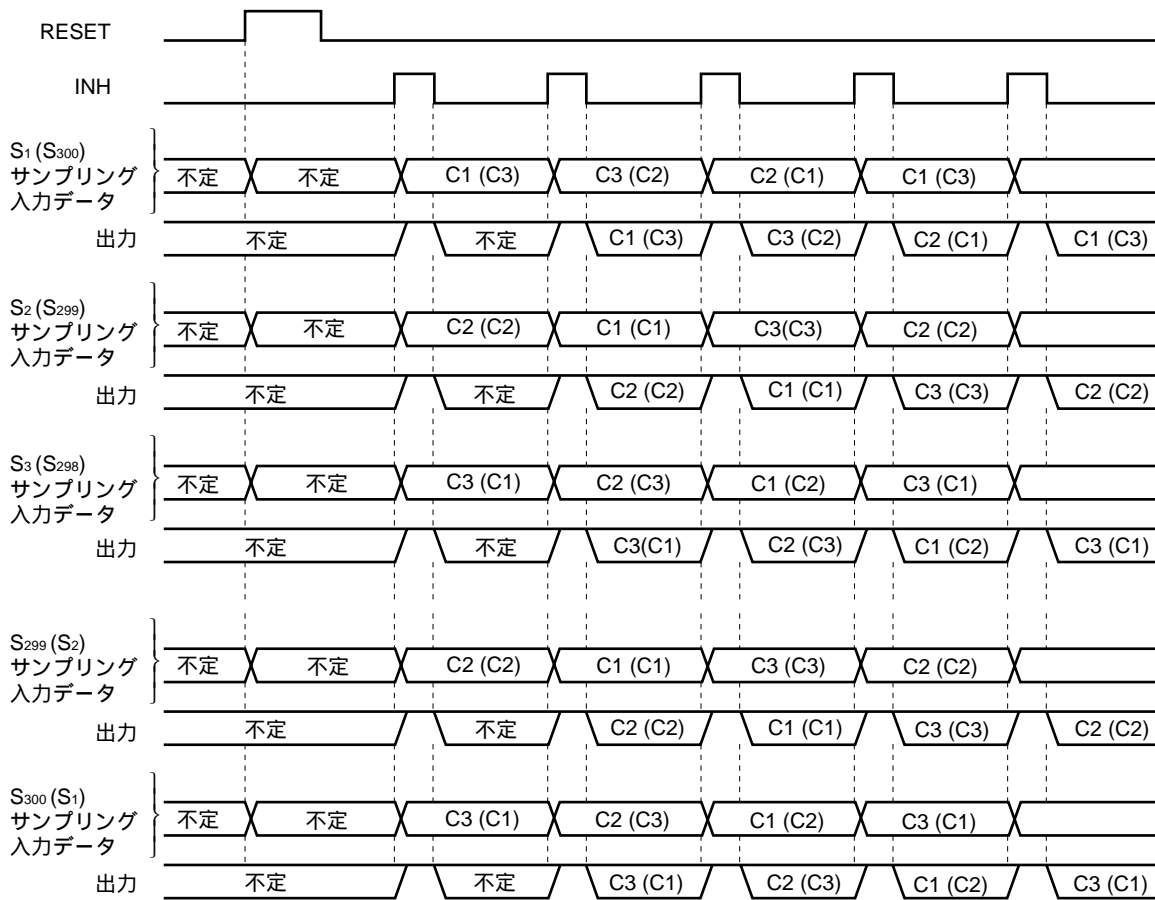 RESET
INH
S1 (S300)
サンプリング
入力データ
不定 不定 C1 (C3) C3 (C2) C2 (C1) C1 (C3)
出力 不定 不定 C1 (C3) C3 (C2) C2 (C1) C1 (C3)
S2 (S299)
サンプリング
入力データ
不定 不定 C2 (C2) C1 (C1) C3(C3) C2 (C2)
出力 不定 不定 C2 (C2) C1 (C1) C3 (C3) C2 (C2)
S3 (S298)
サンプリング
入力データ
不定 不定 C3 (C1) C2 (C3) C1 (C2) C3 (C1)
出力 不定 不定 C3(C1) C2 (C3) C1 (C2) C3 (C1)
S299 (S2)
サンプリング
入力データ
不定 不定 C2 (C2) C1 (C1) C3 (C3) C2 (C2)
出力 不定 不定 C2 (C2) C1 (C1) C3 (C3) C2 (C2)
S300 (S1)
サンプリング
入力データ
不定 不定 C3 (C1) C2 (C3) C1 (C2) C3 (C1)
出力 不定 不定 C3 (C1) C2 (C3) C1 (C2) C3 (C1)